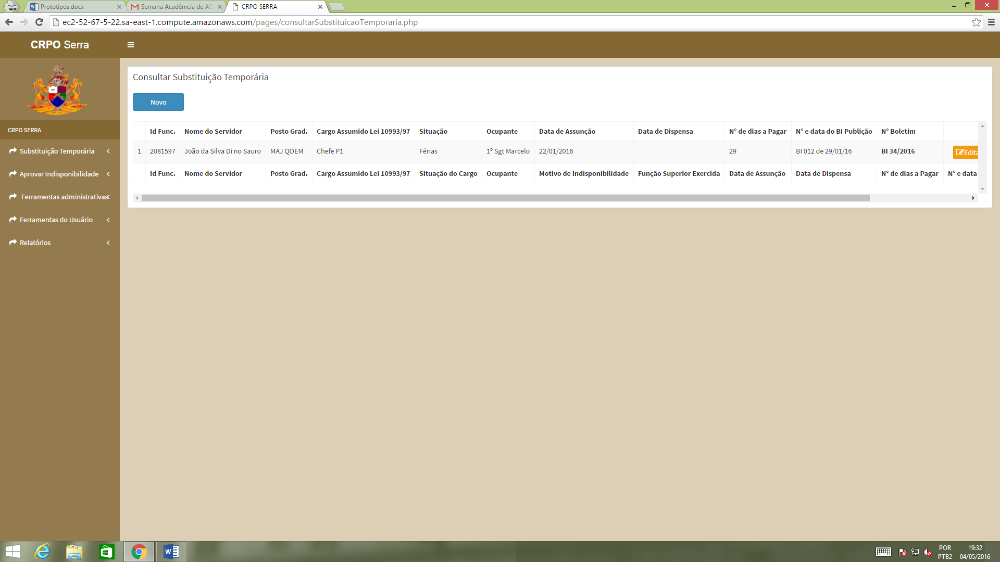 Prototipos.docx
Semana Acadêmcia de AD
CRPO SERRA
ec2-52-67-5-22.sa-east-1.compute.amazonaws.com/pages/consultarSubstituicaoTemporaria.php
CRPO Serra
CRPO SERRA
Substituição Temporária
Aprovar Indisponibilidade
Ferramentas administrativas
Ferramentas do Usuário
Relatórios
Consultar Substituição Temporária
Novo
Id Func. Nome do Servidor Posto Grad. Cargo Assumido Lei 10993/97 Situação Ocupante Data de Assunção Data de Dispensa N° de dias a Pagar N° e data do BI Publição N° Boletim
1 2081597 João da Silva Di no Sauro MAJ QOEM Chefe P1 Férias 1º Sgt Marcelo 22/01/2016 29 BI 012 de 29/01/16 BI 34/2016 Edita
Id Func. Nome do Servidor Posto Grad. Cargo Assumido Lei 10993/97 Situação do Cargo Ocupante Motivo de Indisponibilidade Função Superior Exercida Data de Assunção Data de Dispensa N° de dias a Pagar N° e data
POR 19:32
PTB2 04/05/2016